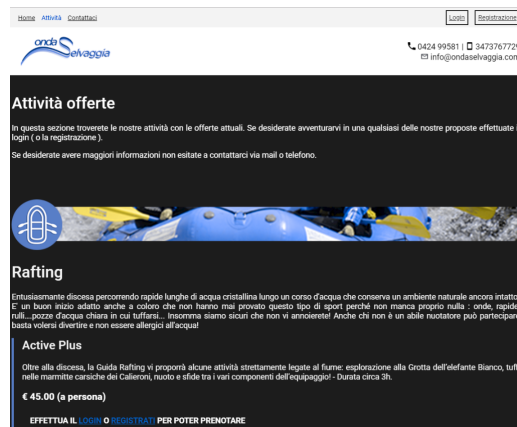 Home Attività Contattaci
Login Registrazione
onda Selvaggia
0424 99581 | 3473767729
info@ondaselvaggia.com
Attività offerte
In questa sezione troverete le nostre attività con le offerte attuali. Se desiderate avventurarvi in una qualsiasi delle nostre proposte effettuate
login ( o la registrazione ).
Se desiderate avere maggiori informazioni non esitate a contattarci via mail o telefono.
Rafting
Entusiasmante discesa percorrendo rapide lunghe di acqua cristallina lungo un corso d'acqua che conserva un ambiente naturale ancora intatto
E' un buon inizio adatto anche a coloro che non hanno mai provato questo tipo di sport perché non manca proprio nulla : onde, rapide
rulli....pozze d'acqua chiara in cui tuffarsi... Insomma siamo sicuri che non vi annoierete! Anche chi non è un abile nuotatore può partecipare
basta volersi divertire e non essere allergici all'acqua!
Active Plus
Oltre alla discesa, la Guida Rafting vi proporrà alcune attività strettamente legate al fiume: esplorazione alla Grotta dell'elefante Bianco, tuff
nelle marmitte carsiche dei Calieroni, nuoto e sfide tra i vari componenti dell'equipaggio! - Durata circa 3h.
€ 45.00 (a persona)
EFFETTUA IL LOGIN O REGISTRATI PER POTER PRENOTARE